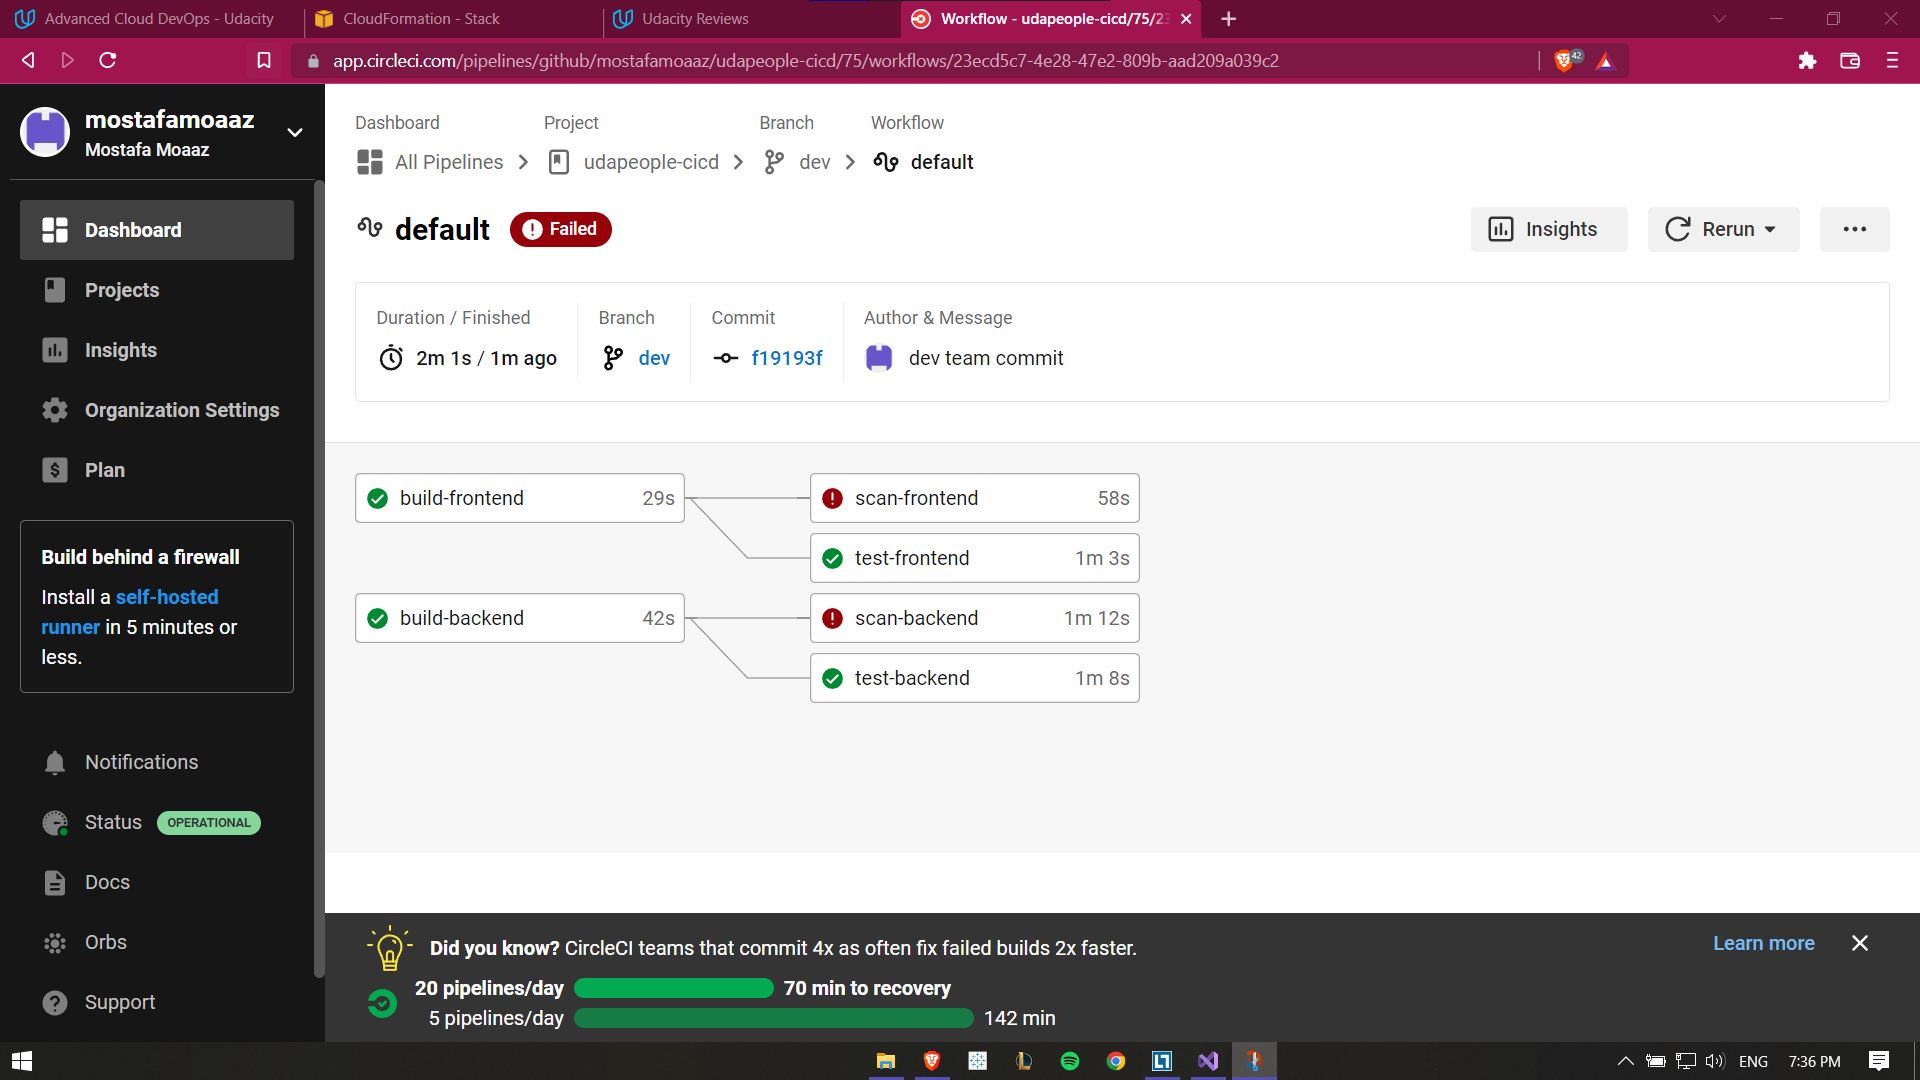 Advanced Cloud DevOps - Udacity
CloudFormation - Stack
Udacity Reviews
Workflow - udapeople-cicd/75/23
app.circleci.com/pipelines/github/mostafamoaaz/udapeople-cicd/75/workflows/23ecd5c7-4e28-47e2-809b-aad209a039c2
42
mostafamoaaz
Mostafa Moaaz
Dashboard
Projects
Insights
Organization Settings
Plan
Build behind a firewall
Install a self-hosted
runner in 5 minutes or
less.
Notifications
Status OPERATIONAL
Docs
Orbs
Support
Dashboard Project Branch Workflow
All Pipelines udapeople-cicd dev default
default Failed
Insights Rerun
Duration / Finished Branch Commit Author & Message
2m 1s / 1m ago dev f19193f dev team commit
build-frontend 29s
scan-frontend 58s
test-frontend 1m 3s
build-backend 42s
scan-backend 1m 12s
test-backend 1m 8s
Did you know? CircleCI teams that commit 4x as often fix failed builds 2x faster.
Learn more
20 pipelines/day 70 min to recovery
5 pipelines/day 142 min
ENG 7:36 PM